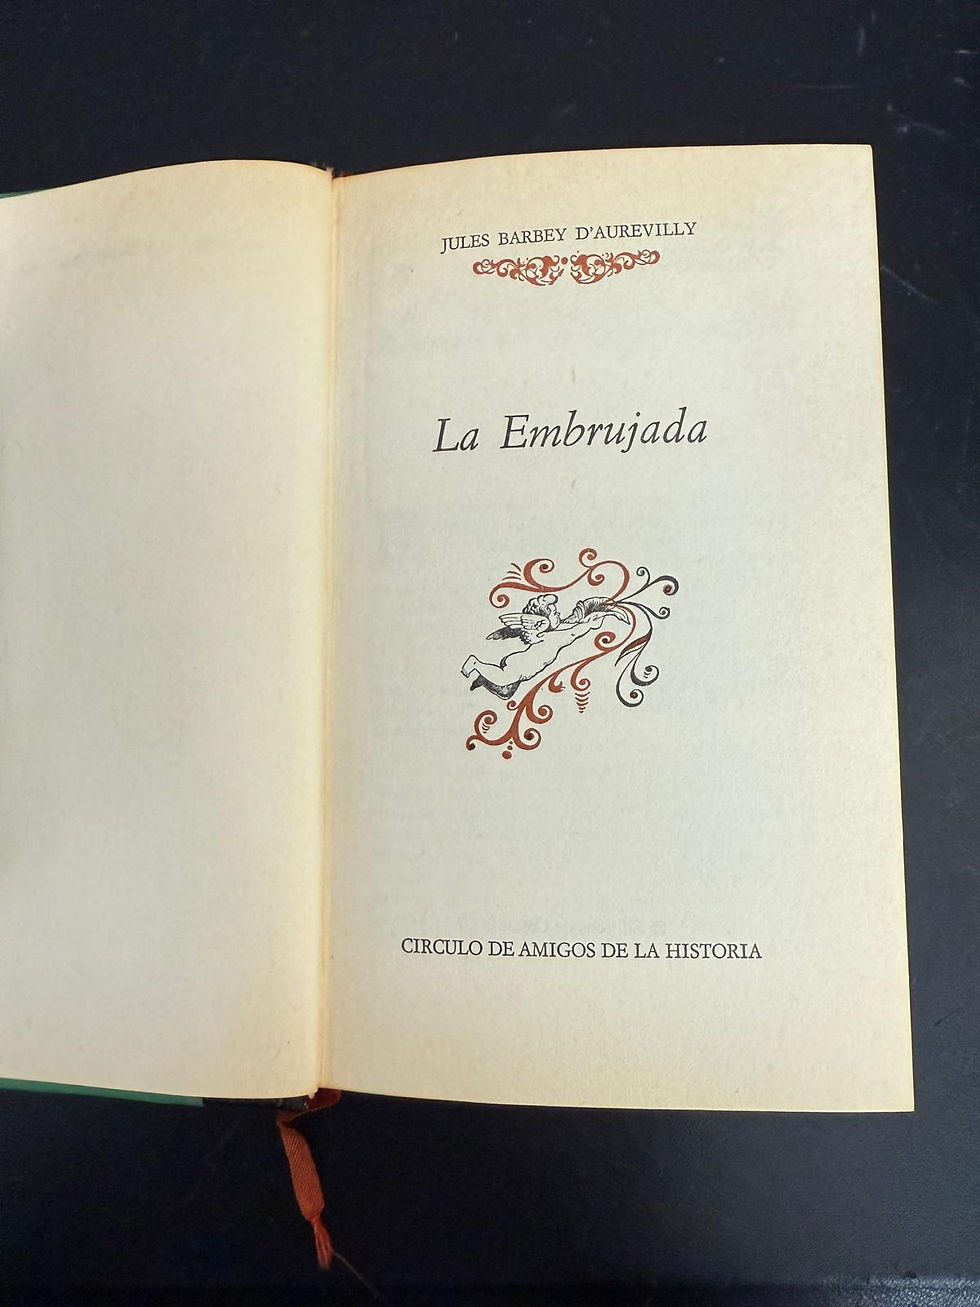 JULES BARBEY D'AUREVILLY
La Embrujada
CIRCULO DE AMIGOS DE LA HISTORIA